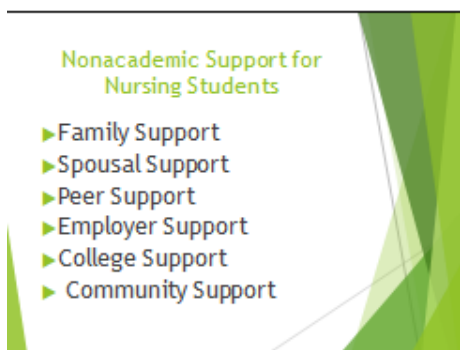 Nonacademic Support for
Nursing Students
Family Support
Spousal Support
Peer Support
Employer Support
College Support
Community Support